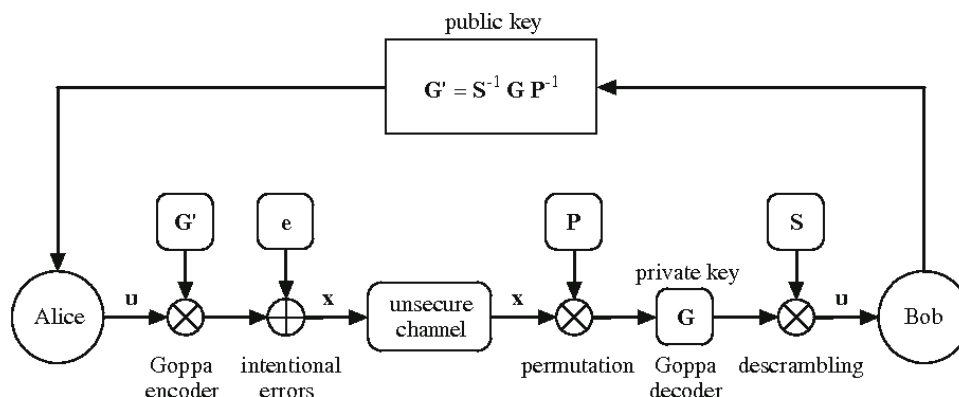 public key
G' = S⁻¹ G P⁻¹
G'
e
P
S
private key
Alice
u
x
unsecure
channel
x
G
u
Bob
Goppa
encoder
intentional
errors
permutation
Goppa
decoder
descrambling